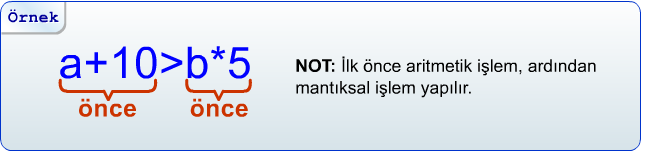 Örnek
a+10>b*5
önce önce
NOT: İlk önce aritmetik işlem, ardından
mantıksal işlem yapılır.